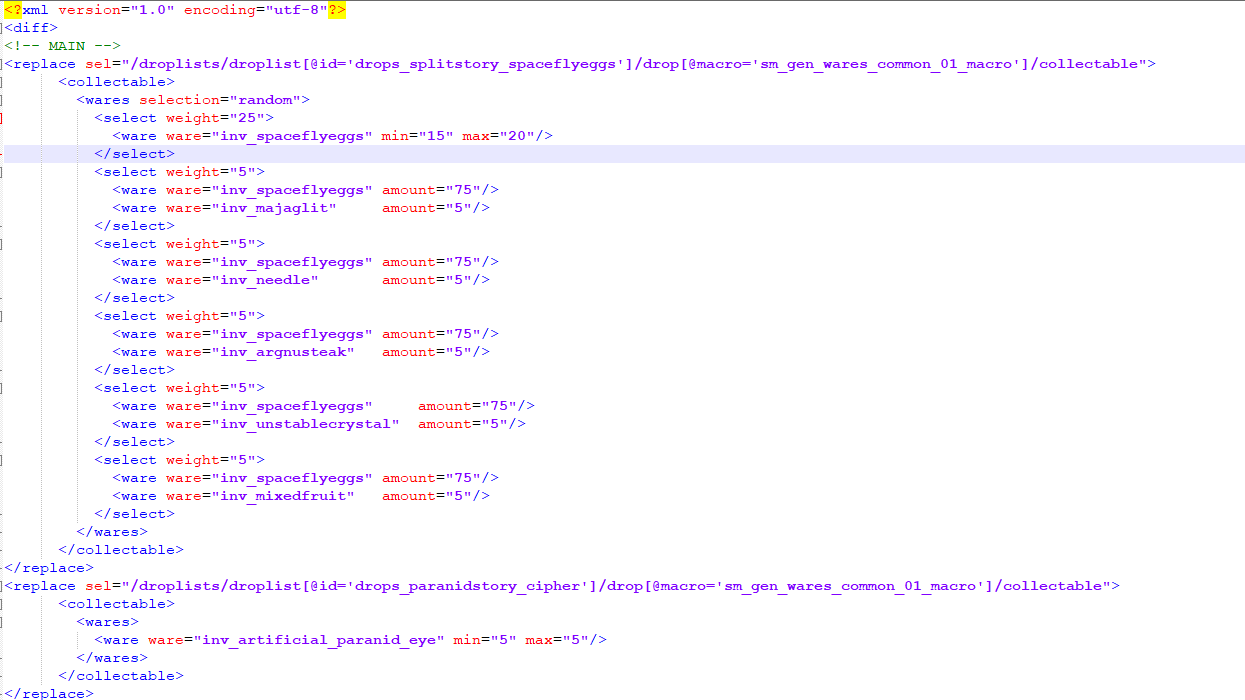 <?xml version="1.0" encoding="utf-8"?>
<diff>
<!-- MAIN -->
<replace sel="/droplists/droplist[@id='drops_splitstory_spaceflyeggs']/drop[@macro='sm_gen_wares_common_01_macro']/collectable">
      <collectable>
        <wares selection="random">
          <select weight="25">
            <ware ware="inv_spaceflyeggs" min="15" max="20"/>
          </select>
          <select weight="5">
            <ware ware="inv_spaceflyeggs" amount="75"/>
            <ware ware="inv_majaglit"     amount="5"/>
          </select>
          <select weight="5">
            <ware ware="inv_spaceflyeggs" amount="75"/>
            <ware ware="inv_needle"       amount="5"/>
          </select>
          <select weight="5">
            <ware ware="inv_spaceflyeggs" amount="75"/>
            <ware ware="inv_argnusteak"   amount="5"/>
          </select>
          <select weight="5">
            <ware ware="inv_spaceflyeggs"     amount="75"/>
            <ware ware="inv_unstablecrystal"  amount="5"/>
          </select>
          <select weight="5">
            <ware ware="inv_spaceflyeggs" amount="75"/>
            <ware ware="inv_mixedfruit"   amount="5"/>
          </select>
        </wares>
      </collectable>
</replace>
<replace sel="/droplists/droplist[@id='drops_paranidstory_cipher']/drop[@macro='sm_gen_wares_common_01_macro']/collectable">
      <collectable>
        <wares>
          <ware ware="inv_artificial_paranid_eye" min="5" max="5"/>
        </wares>
      </collectable>
</replace>